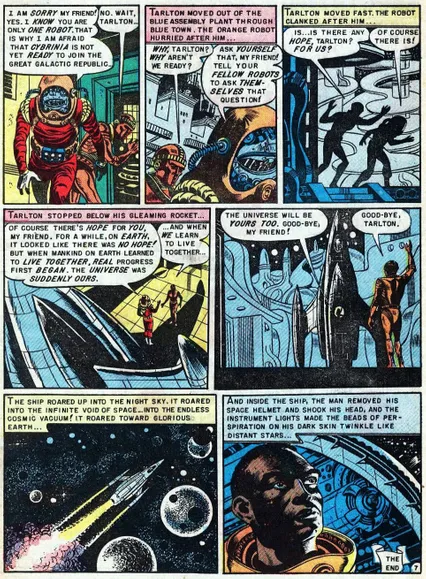 I AM SORRY MY FRIEND!
YES. I KNOW YOU ARE
ONLY ONE ROBOT. THAT
IS WHY I AM AFRAID
THAT CYBRINIA IS NOT
YET READY TO JOIN THE
GREAT GALACTIC REPUBLIC.
NO. WAIT,
TARLTON...
TARLTON MOVED OUT OF THE
BLUE ASSEMBLY PLANT THROUGH
BLUE TOWN. THE ORANGE ROBOT
HURRIED AFTER HIM...
WHY, TARLTON?
WHY AREN'T
WE READY?
ASK YOURSELF
THAT, MY FRIEND!
TELL YOUR
FELLOW ROBOTS
TO ASK THEM-
SELVES THAT
QUESTION!
TARLTON MOVED FAST. THE ROBOT
CLANKED AFTER HIM...
IS...IS THERE ANY
HOPE, TARLTON?
FOR US?
OF COURSE
THERE IS!
TARLTON STOPPED BELOW HIS GLEAMING ROCKET...
OF COURSE THERE'S HOPE FOR YOU,
MY FRIEND. FOR A WHILE, ON EARTH,
IT LOOKED LIKE THERE WAS NO HOPE!
BUT WHEN MANKIND ON EARTH LEARNED
TO LIVE TOGETHER, REAL PROGRESS
FIRST BEGAN. THE UNIVERSE WAS
SUDDENLY OURS.
...AND WHEN
WE LEARN
TO LIVE
TOGETHER...
THE UNIVERSE WILL BE
YOURS TOO. GOOD-BYE,
MY FRIEND!
GOOD-BYE,
TARLTON.
THE SHIP ROARED UP INTO THE NIGHT SKY. IT ROARED
INTO THE INFINITE VOID OF SPACE...INTO THE ENDLESS
COSMIC VACUUM! IT ROARED TOWARD GLORIOUS
EARTH...
AND INSIDE THE SHIP, THE MAN REMOVED HIS
SPACE HELMET AND SHOOK HIS HEAD, AND THE
INSTRUMENT LIGHTS MADE THE BEADS OF PER-
SPIRATION ON HIS DARK SKIN TWINKLE LIKE
DISTANT STARS...
THE
END
7